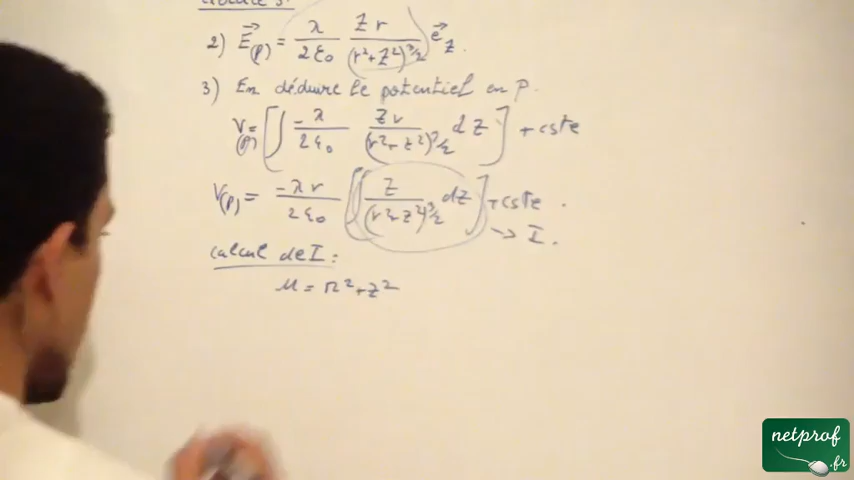 2) E⃗(P) = λ/2ε₀ Zr/(r²+Z²)^3/2 e⃗z.
3) En déduire le potentiel en P.
V(P) = [∫ -λ/2ε₀ Zr/(r²+Z²)^3/2 dZ] + cste
V(P) = -λr/2ε₀ [∫ Z/(r²+Z²)^3/2 dZ] + cste.
→ I.
calcul de I :
u = r²+z²
netprof
.fr